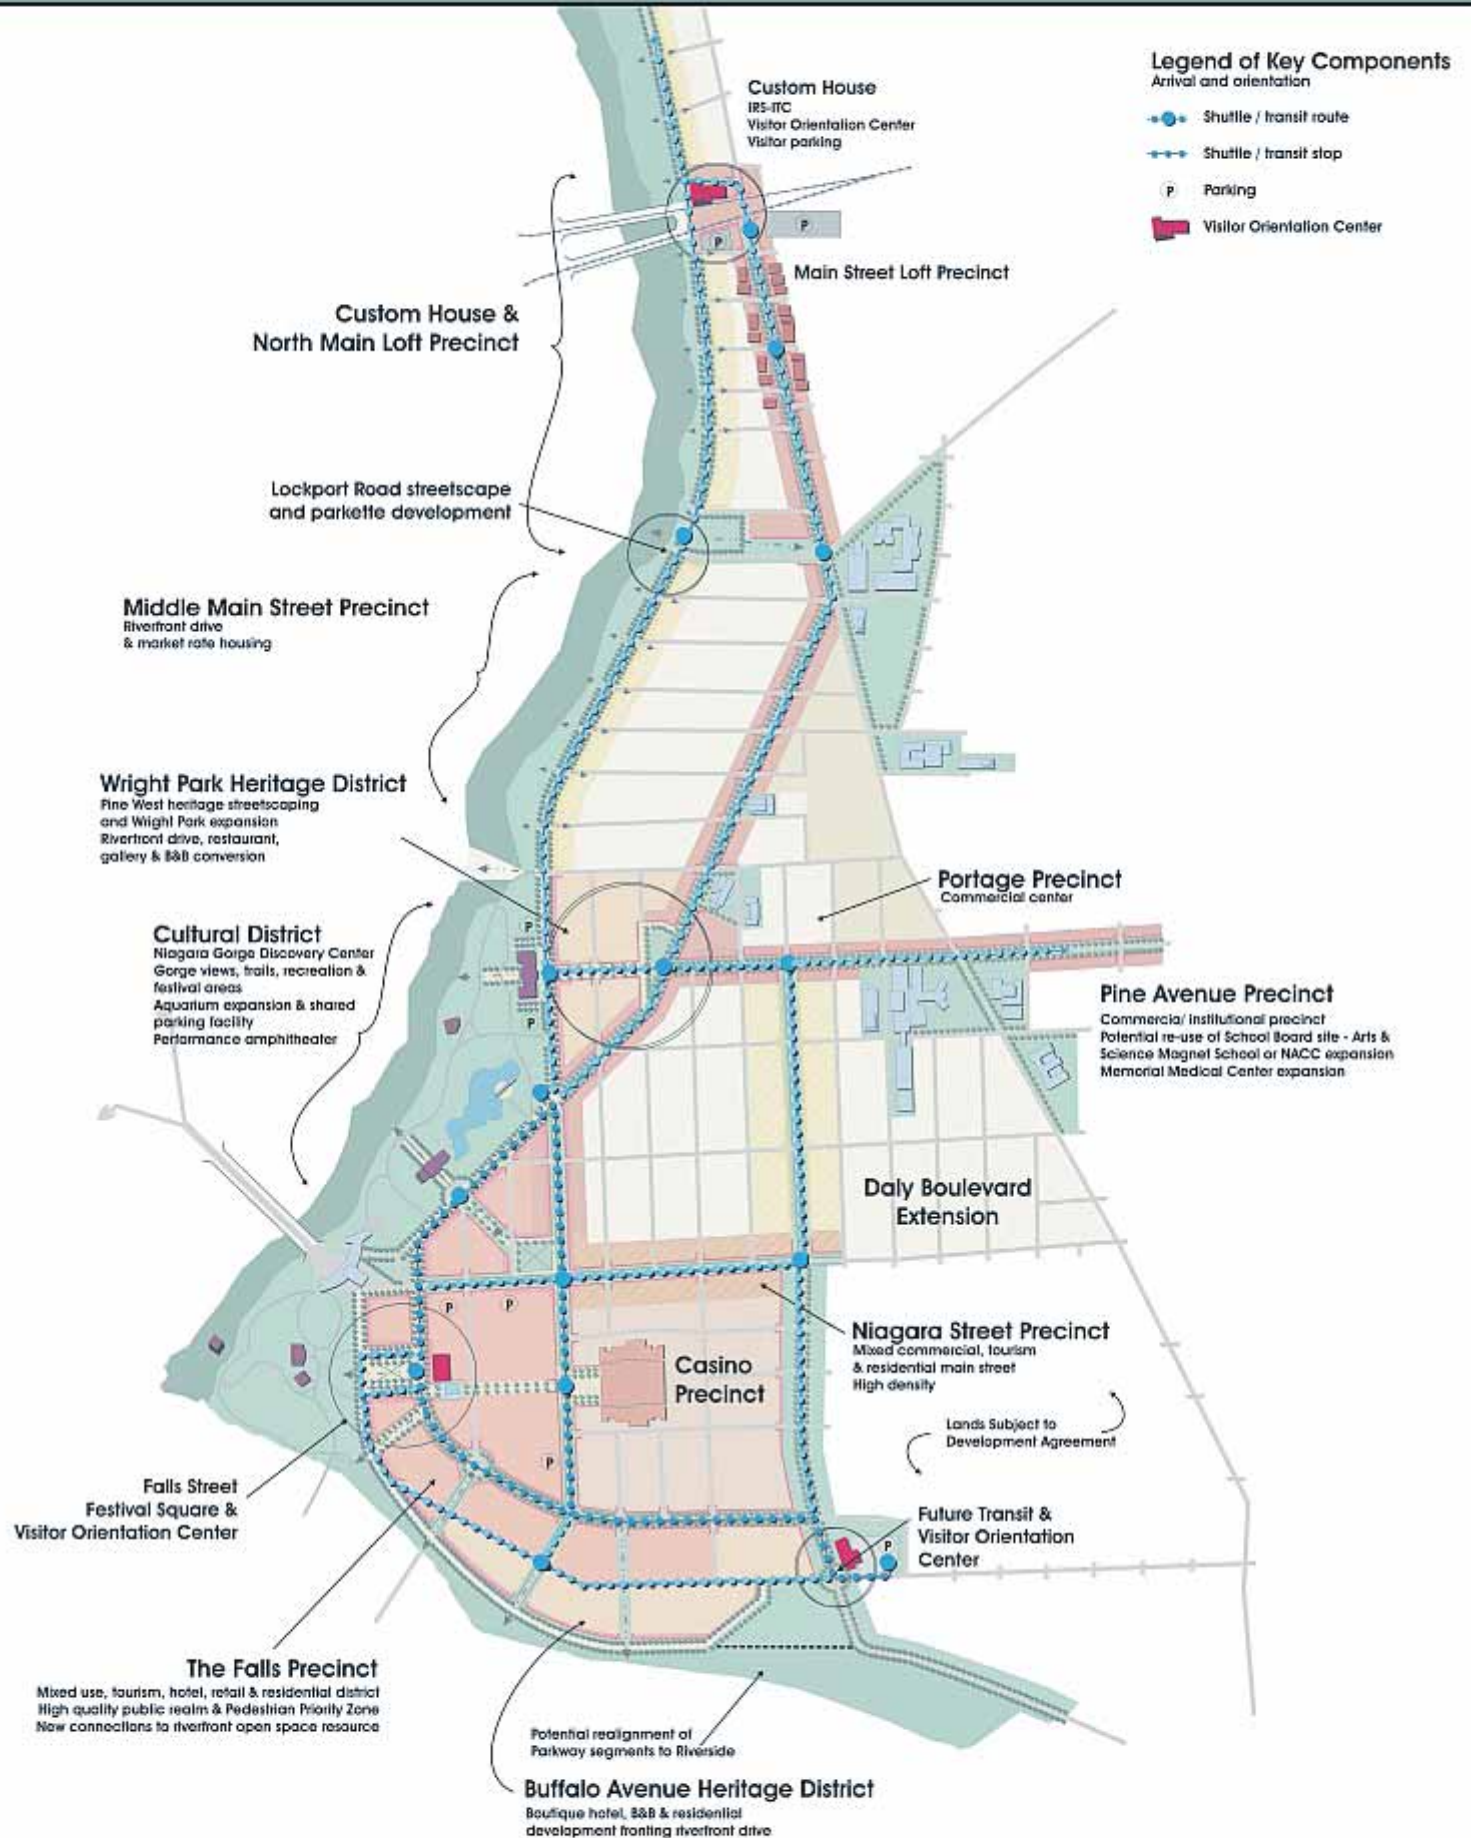 Legend of Key Components
Arrival and orientation
Shuttle / transit route
Shuttle / transit stop
P
Parking
Visitor Orientation Center
Custom House
IRS-ITC
Visitor Orientation Center
Visitor parking
P
P
Main Street Loft Precinct
Custom House &
North Main Loft Precinct
Lockport Road streetscape
and parkette development
Middle Main Street Precinct
Riverfront drive
& market rate housing
Wright Park Heritage District
Pine West heritage streetscaping
and Wright Park expansion
Riverfront drive, restaurant,
gallery & B&B conversion
Portage Precinct
Commercial center
P
Cultural District
Niagara Gorge Discovery Center
Gorge views, trails, recreation &
festival areas
Aquarium expansion & shared
parking facility
Performance amphitheater
P
Pine Avenue Precinct
Commercial institutional precinct
Potential re-use of School Board site - Arts &
Science Magnet School or NACC expansion
Memorial Medical Center expansion
Daly Boulevard
Extension
P
P
Niagara Street Precinct
Mixed commercial, tourism
& residential main street
High density
Casino
Precinct
Lands Subject to
Development Agreement
P
Falls Street
Festival Square &
Visitor Orientation Center
Future Transit &
Visitor Orientation
Center
P
The Falls Precinct
Mixed use, tourism, hotel, retail & residential district
High quality public realm & Pedestrian Priority Zone
New connections to riverfront open space resource
Potential realignment of
Parkway segments to Riverside
Buffalo Avenue Heritage District
Boutique hotel, B&B & residential
development fronting riverfront drive